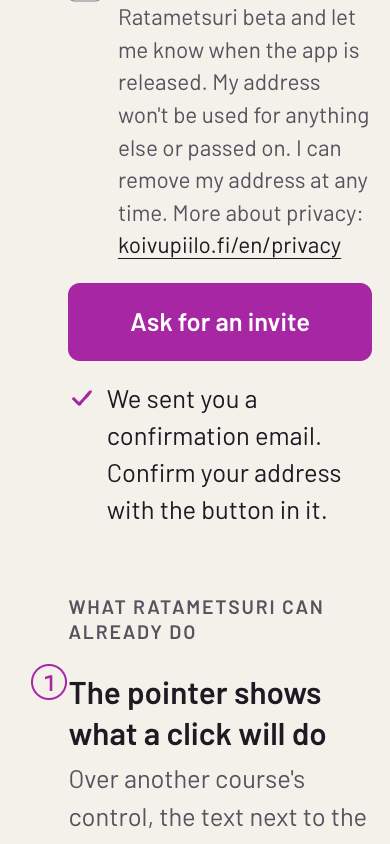 Ratametsuri beta and let
me know when the app is
released. My address
won't be used for anything
else or passed on. I can
remove my address at any
time. More about privacy:
koivupiilo.fi/en/privacy
Ask for an invite
We sent you a
confirmation email.
Confirm your address
with the button in it.
WHAT RATAMETSURI CAN
ALREADY DO
1
The pointer shows
what a click will do
Over another course's
control, the text next to the